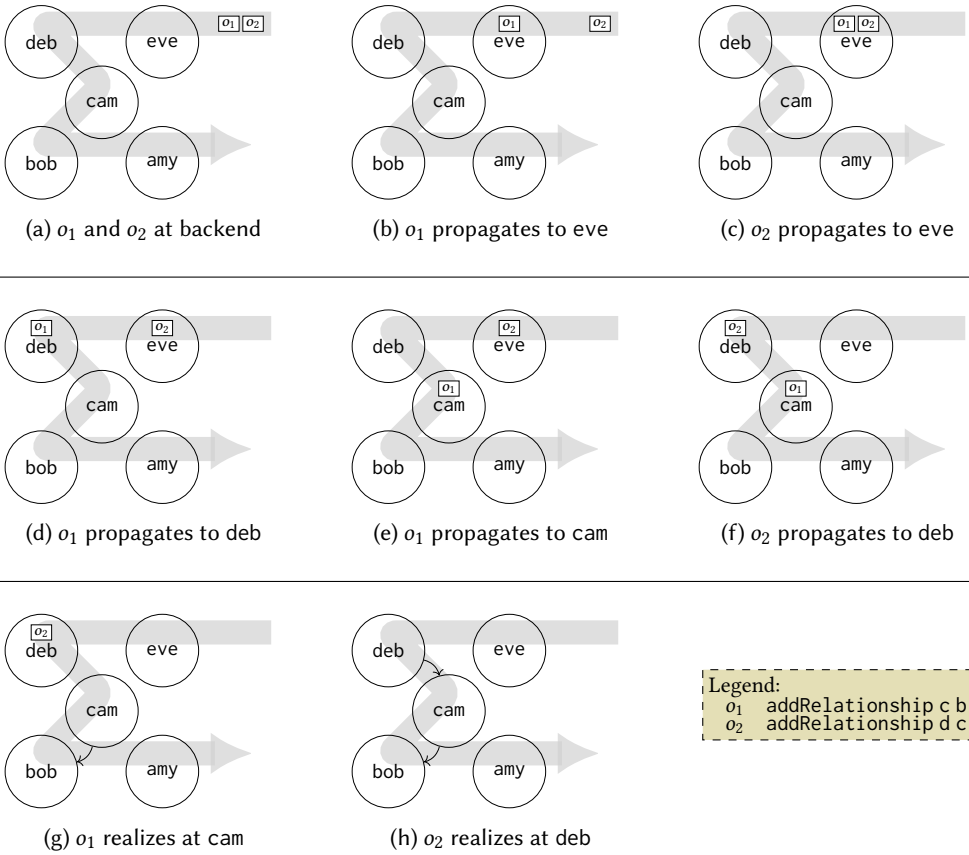 o₁ o₂
deb eve
cam
bob amy
(a) o₁ and o₂ at backend
o₁ o₂
deb eve
cam
bob amy
(b) o₁ propagates to eve
o₁ o₂
deb eve
cam
bob amy
(c) o₂ propagates to eve
o₁ o₂
deb eve
cam
bob amy
(d) o₁ propagates to deb
o₂
deb eve
o₁
cam
bob amy
(e) o₁ propagates to cam
o₂
deb eve
o₁
cam
bob amy
(f) o₂ propagates to deb
o₂
deb eve
cam
bob amy
(g) o₁ realizes at cam
deb eve
cam
bob amy
(h) o₂ realizes at deb
Legend:
o₁ addRelationship c b
o₂ addRelationship d c